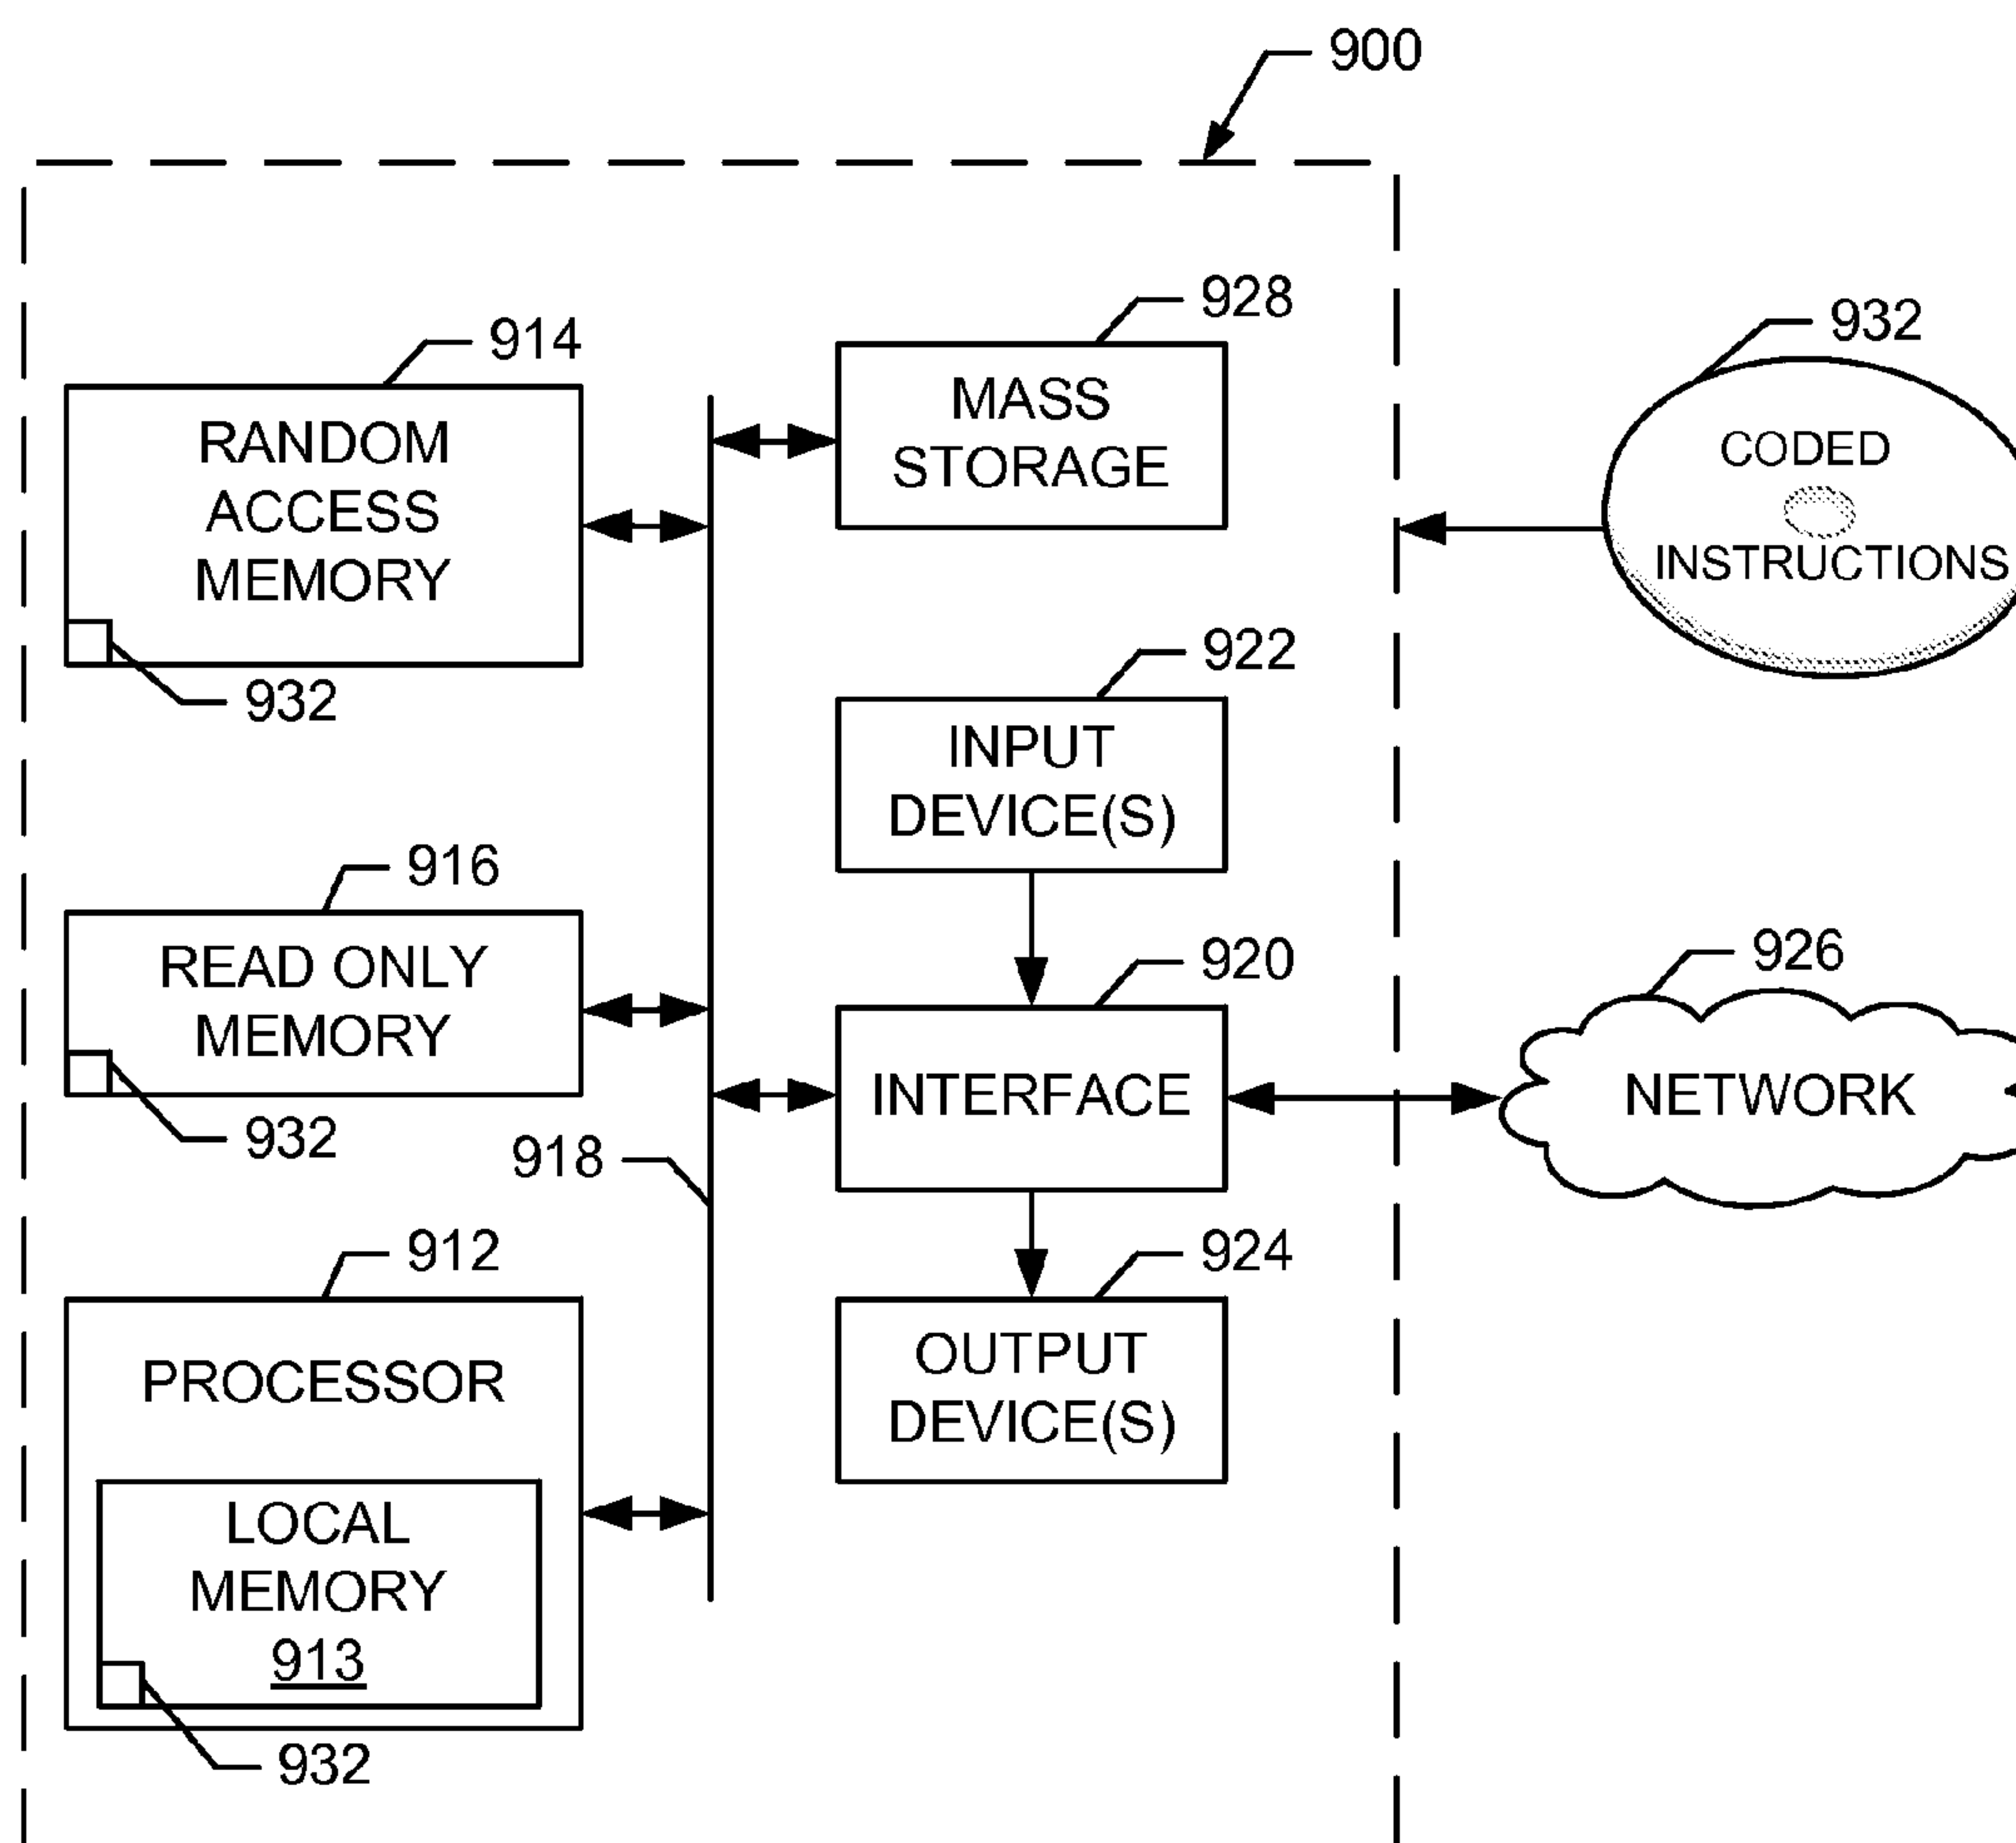 900
928
932
914
MASS
STORAGE
RANDOM
ACCESS
MEMORY
CODED
INSTRUCTIONS
932
922
INPUT
DEVICE(S)
916
READ ONLY
MEMORY
932
920
926
INTERFACE
NETWORK
918
912
924
PROCESSOR
OUTPUT
DEVICE(S)
LOCAL
MEMORY
913
932